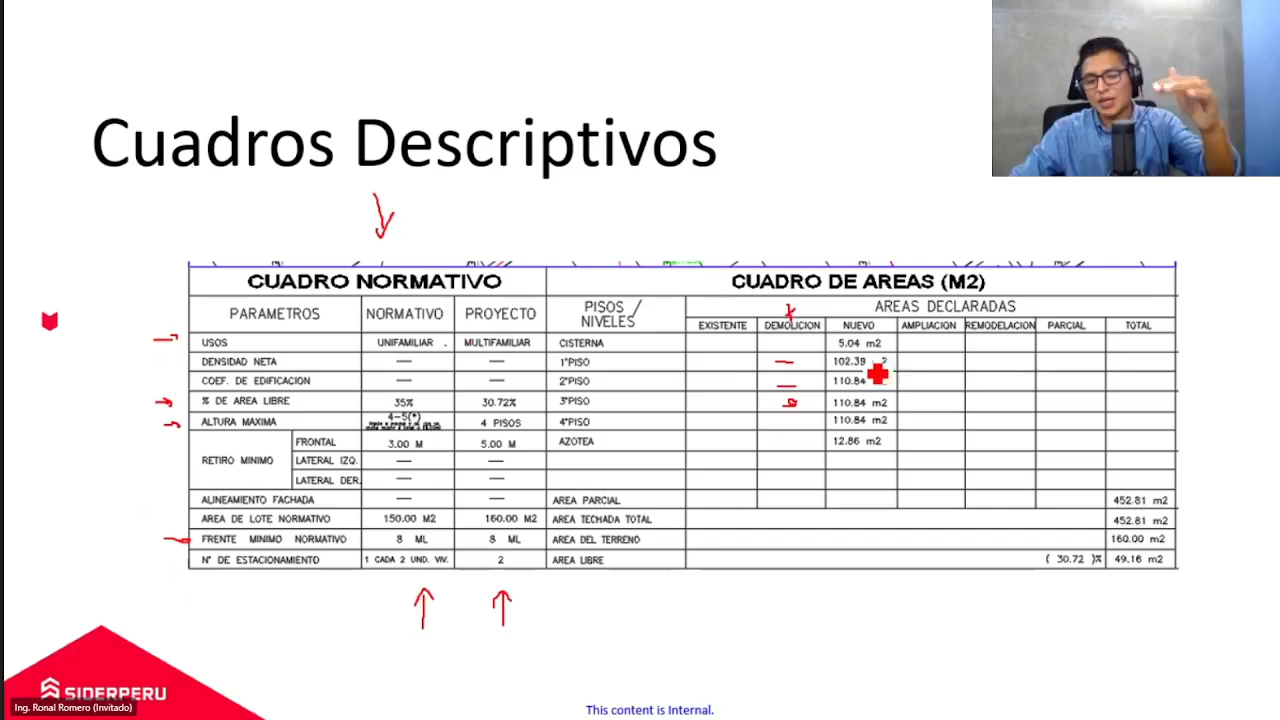 Cuadros Descriptivos
CUADRO NORMATIVO
PARAMETROS NORMATIVO PROYECTO
USOS UNIFAMILIAR . MULTIFAMILIAR
DENSIDAD NETA — —
COEF. DE EDIFICACION — —
% DE AREA LIBRE 35% 30.72%
ALTURA MAXIMA 4-5(*) 4 PISOS
RETIRO MINIMO
FRONTAL 3.00 M 5.00 M
LATERAL IZQ. — —
LATERAL DER. — —
ALINEAMIENTO FACHADA — —
AREA DE LOTE NORMATIVO 150.00 M2 160.00 M2
FRENTE MINIMO NORMATIVO 8 ML 8 ML
N° DE ESTACIONAMIENTO 1 CADA 2 UND. VIV. 2
CUADRO DE AREAS (M2)
PISOS / NIVELES
AREAS DECLARADAS
EXISTENTE DEMOLICION NUEVO AMPLIACION REMODELACION PARCIAL TOTAL
CISTERNA 5.04 m2
1°PISO 102.39
2°PISO 110.84
3°PISO 110.84 m2
4°PISO 110.84 m2
AZOTEA 12.86 m2
AREA PARCIAL 452.81 m2
AREA TECHADA TOTAL 452.81 m2
AREA DEL TERRENO 160.00 m2
AREA LIBRE ( 30.72 )% 49.16 m2
SIDERPERU
Ing. Ronal Romero (Invitado)
This content is Internal.